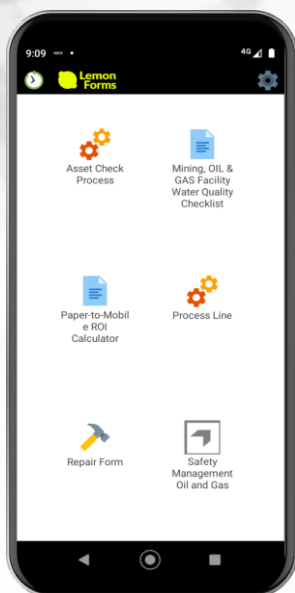 9:09
4G
Lemon
Forms
Asset Check
Process
Mining, OIL &
GAS Facility
Water Quality
Checklist
Paper-to-Mobil
e ROI
Calculator
Process Line
Repair Form
Safety
Management
Oil and Gas